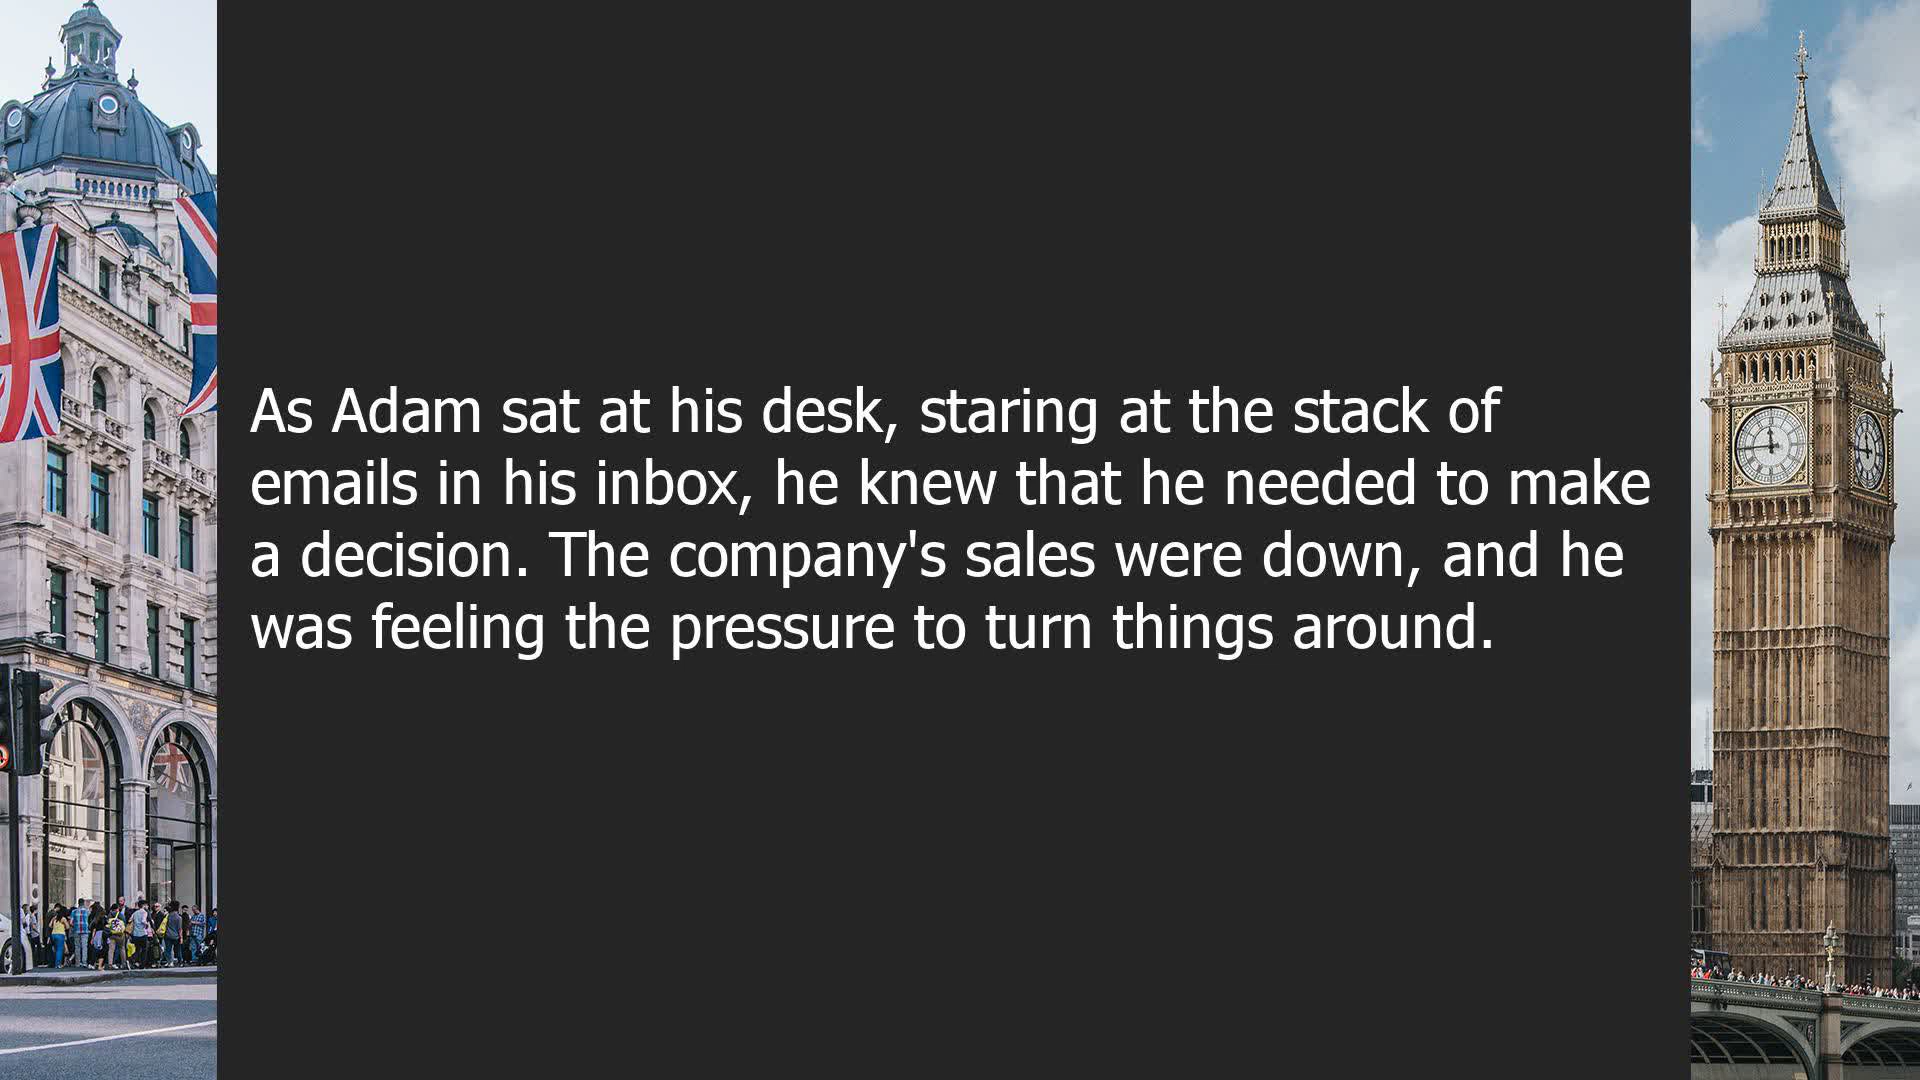 As Adam sat at his desk, staring at the stack of
emails in his inbox, he knew that he needed to make
a decision. The company's sales were down, and he
was feeling the pressure to turn things around.